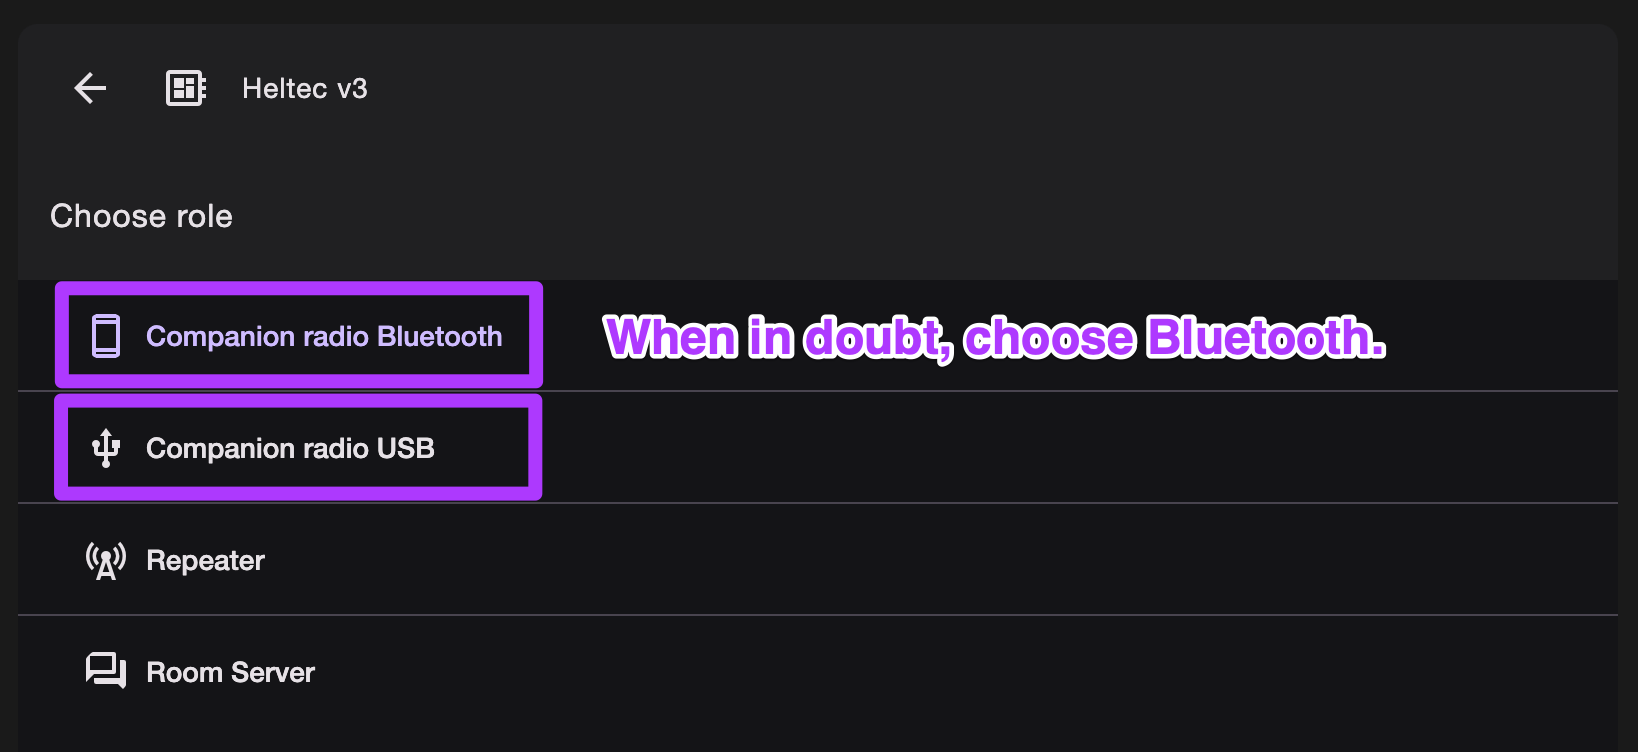 Heltec v3
Choose role
Companion radio Bluetooth
When in doubt, choose Bluetooth.
Companion radio USB
Repeater
Room Server